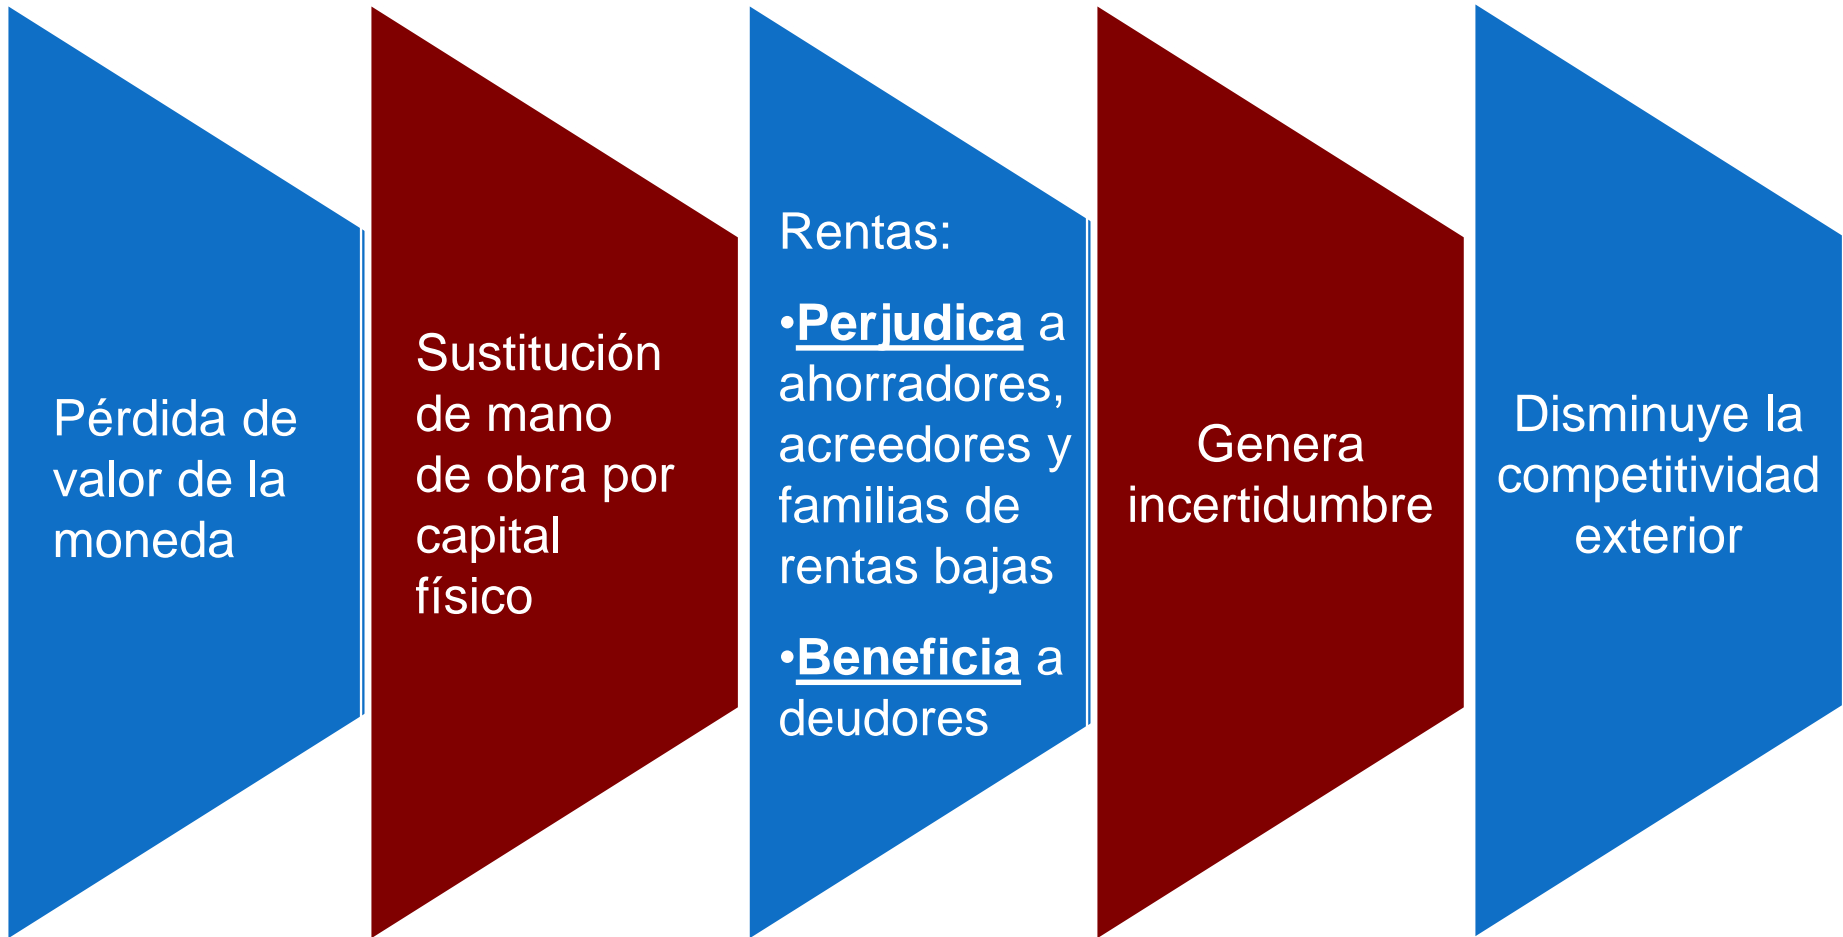 Pérdida de
valor de la
moneda
Sustitución
de mano
de obra por
capital
físico
Rentas:
•Perjudica a
ahorradores,
acreedores y
familias de
rentas bajas
•Beneficia a
deudores
Genera
incertidumbre
Disminuye la
competitividad
exterior